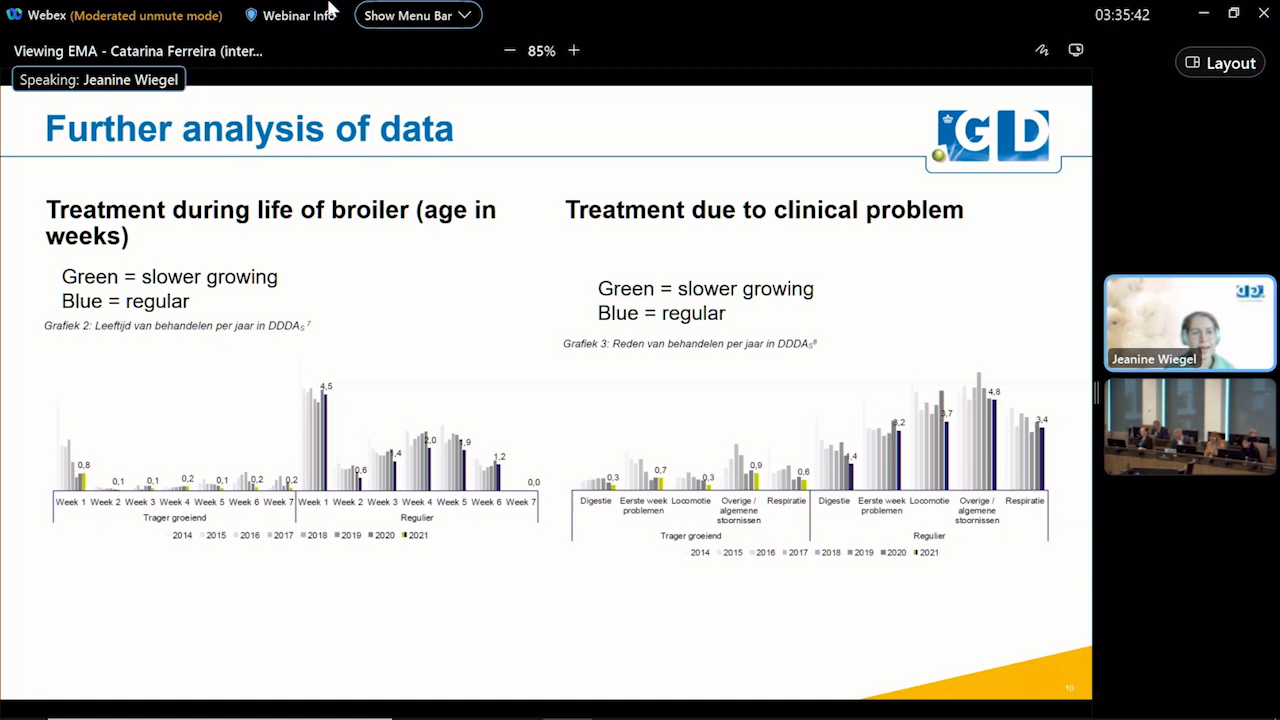 Webex (Moderated unmute mode) Webinar Info Show Menu Bar 03:35:42
Viewing EMA - Catarina Ferreira (inter... 85%
Speaking: Jeanine Wiegel
Layout
Further analysis of data
GD
Treatment during life of broiler (age in
weeks)
Green = slower growing
Blue = regular
Grafiek 2: Leeftijd van behandelen per jaar in DDDAS 7
0,8 0,1 0,1 0,2 0,1 0,2 0,2 4,5 0,6 1,4 2,0 1,9 1,2 0,0
Week 1 Week 2 Week 3 Week 4 Week 5 Week 6 Week 7 Week 1 Week 2 Week 3 Week 4 Week 5 Week 6 Week 7
Trager groeiend Regulier
2014 2015 2016 2017 2018 2019 2020 2021
Treatment due to clinical problem
Green = slower growing
Blue = regular
Grafiek 3: Reden van behandelen per jaar in DDDAS8
0,3 0,7 0,3 0,9 0,6 1,4 3,2 3,7 4,8 3,4
Digestie Eerste week Locomotie Overige / Respiratie Digestie Eerste week Locomotie Overige / Respiratie
problemen algemene problemen algemene
stoornissen stoornissen
Trager groeiend Regulier
2014 2015 2016 2017 2018 2019 2020 2021
10
Jeanine Wiegel